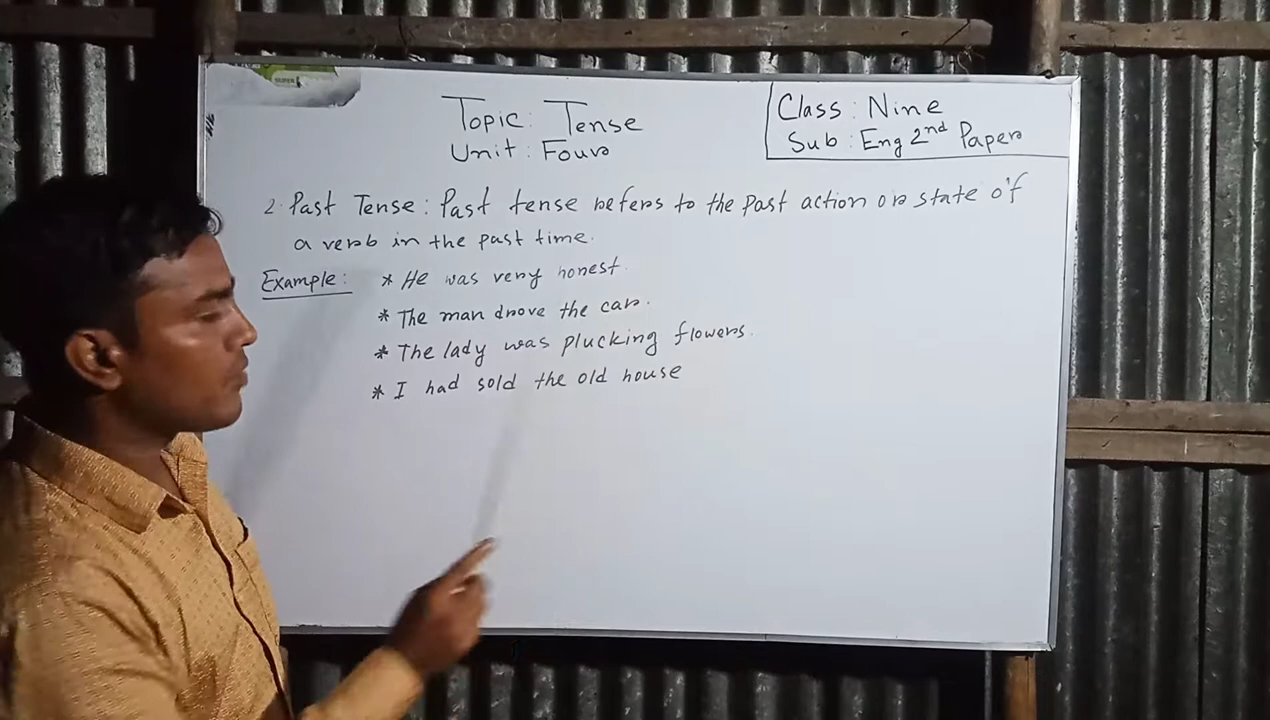 Topic: Tense
Unit: Four
Class: Nine
Sub: Eng 2nd Paper
2. Past Tense: Past tense refers to the past action or state of
a verb in the past time.
Example: * He was very honest.
* The man drove the car.
* The lady was plucking flowers.
* I had sold the old house